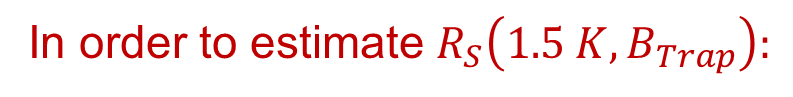 In order to estimate R_S(1.5 K, B_Trap):